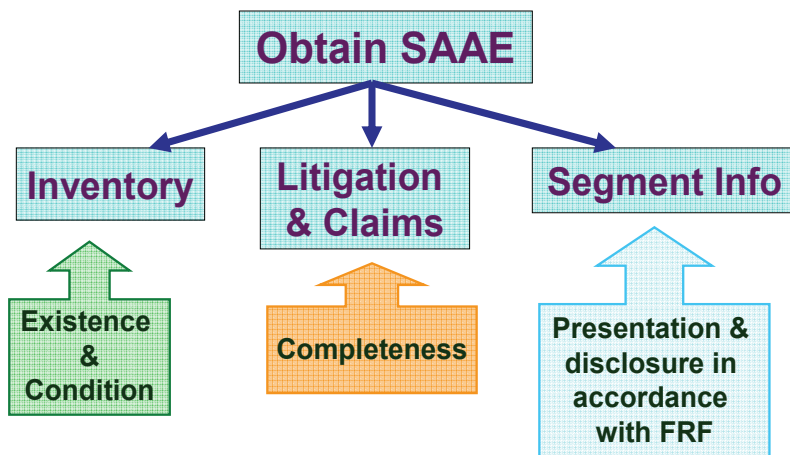 Obtain SAAE
Inventory
Litigation
& Claims
Segment Info
Existence
&
Condition
Completeness
Presentation &
disclosure in
accordance
with FRF